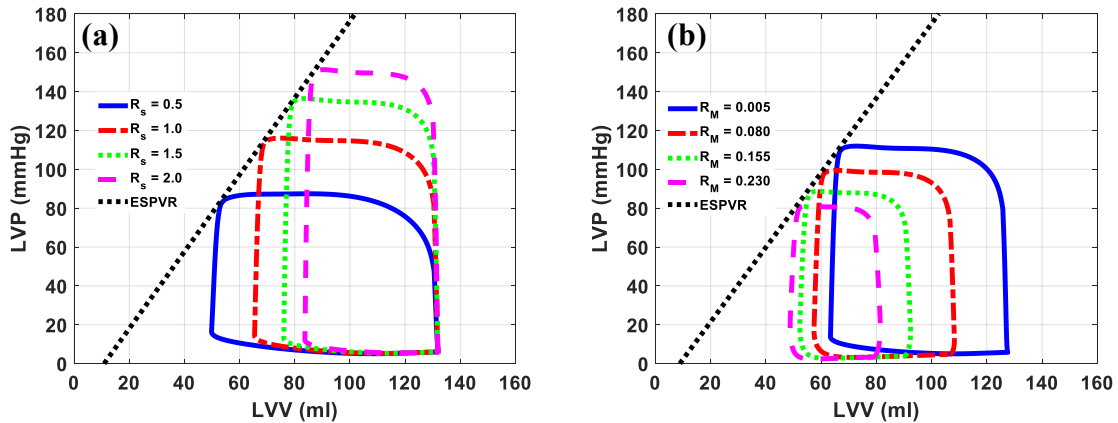 (a)
180
160
140
120
100
80
60
40
20
0
LVP (mmHg)
R_s = 0.5
R_s = 1.0
R_s = 1.5
R_s = 2.0
ESPVR
0 20 40 60 80 100 120 140 160
LVV (ml)
(b)
180
160
140
120
100
80
60
40
20
0
LVP (mmHg)
R_M = 0.005
R_M = 0.080
R_M = 0.155
R_M = 0.230
ESPVR
0 20 40 60 80 100 120 140 160
LVV (ml)